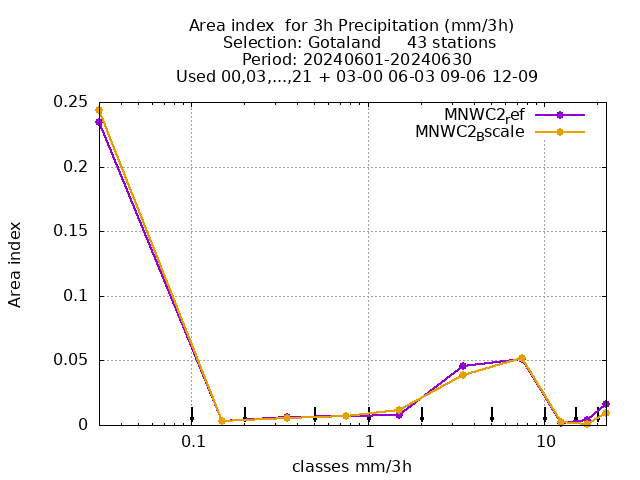 Area index  for 3h Precipitation (mm/3h)
Selection: Gotaland     43 stations
Period: 20240601-20240630
Used 00,03,...,21 + 03-00 06-03 09-06 12-09
MNWC2ref
MNWC2Bscale
0.25
0.2
0.15
0.1
0.05
0
Area index
0.1
1
10
classes mm/3h